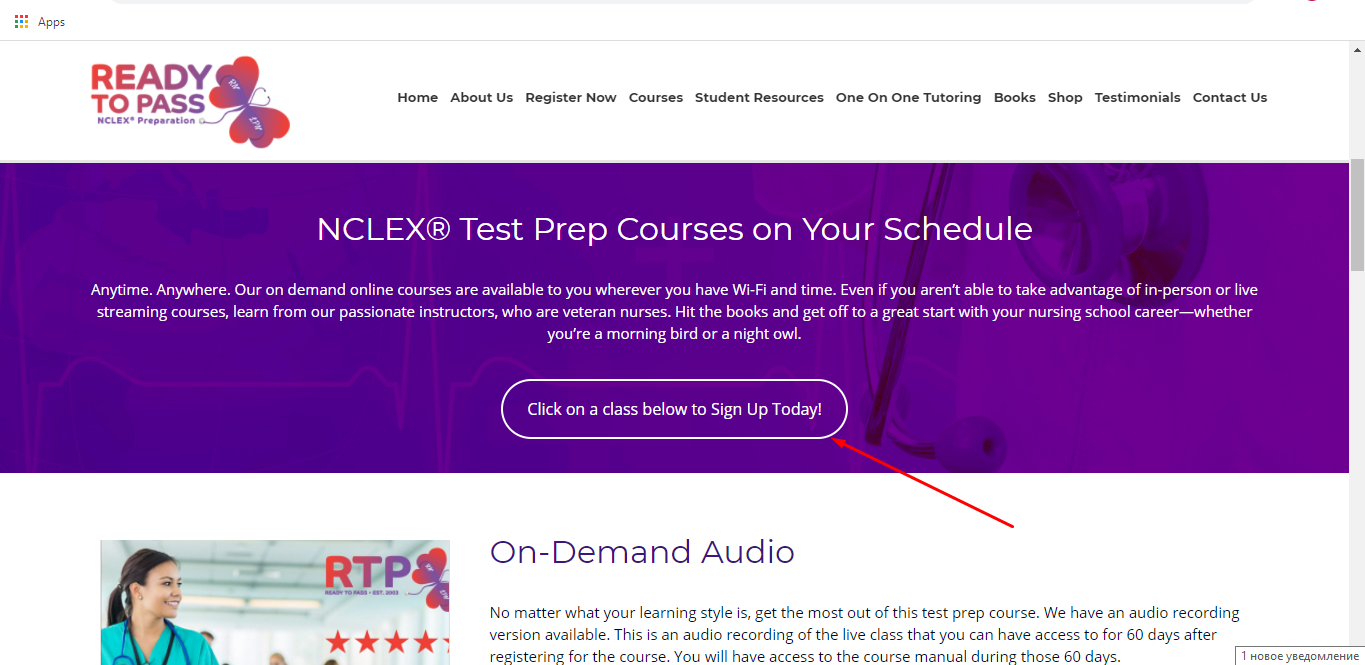 Apps
READY
TO PASS
NCLEX® Preparation
RN
LPN
Home About Us Register Now Courses Student Resources One On One Tutoring Books Shop Testimonials Contact Us
NCLEX® Test Prep Courses on Your Schedule
Anytime. Anywhere. Our on demand online courses are available to you wherever you have Wi-Fi and time. Even if you aren’t able to take advantage of in-person or live
streaming courses, learn from our passionate instructors, who are veteran nurses. Hit the books and get off to a great start with your nursing school career—whether
you’re a morning bird or a night owl.
Click on a class below to Sign Up Today!
RTP
READY TO PASS - EST. 2003
On-Demand Audio
No matter what your learning style is, get the most out of this test prep course. We have an audio recording
version available. This is an audio recording of the live class that you can have access to for 60 days after
registering for the course. You will have access to the course manual during those 60 days.
1 новое уведомление